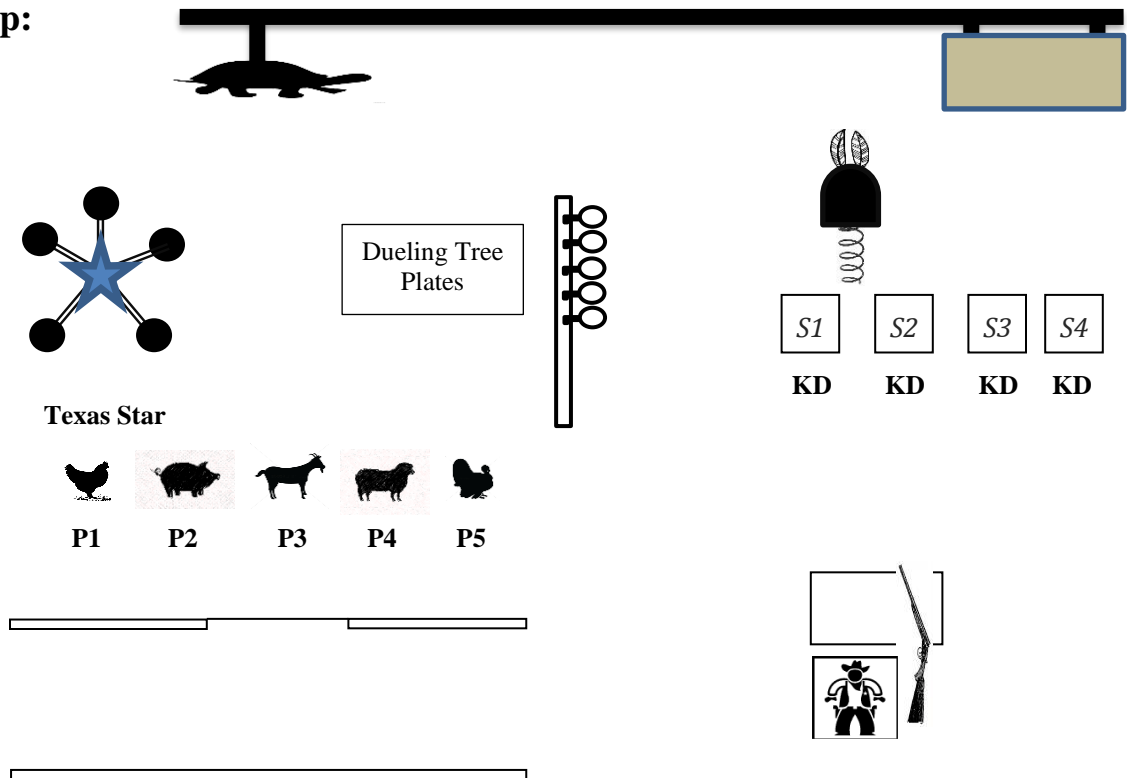 p:
Dueling Tree
Plates
S1 S2 S3 S4
KD KD KD KD
Texas Star
P1 P2 P3 P4 P5